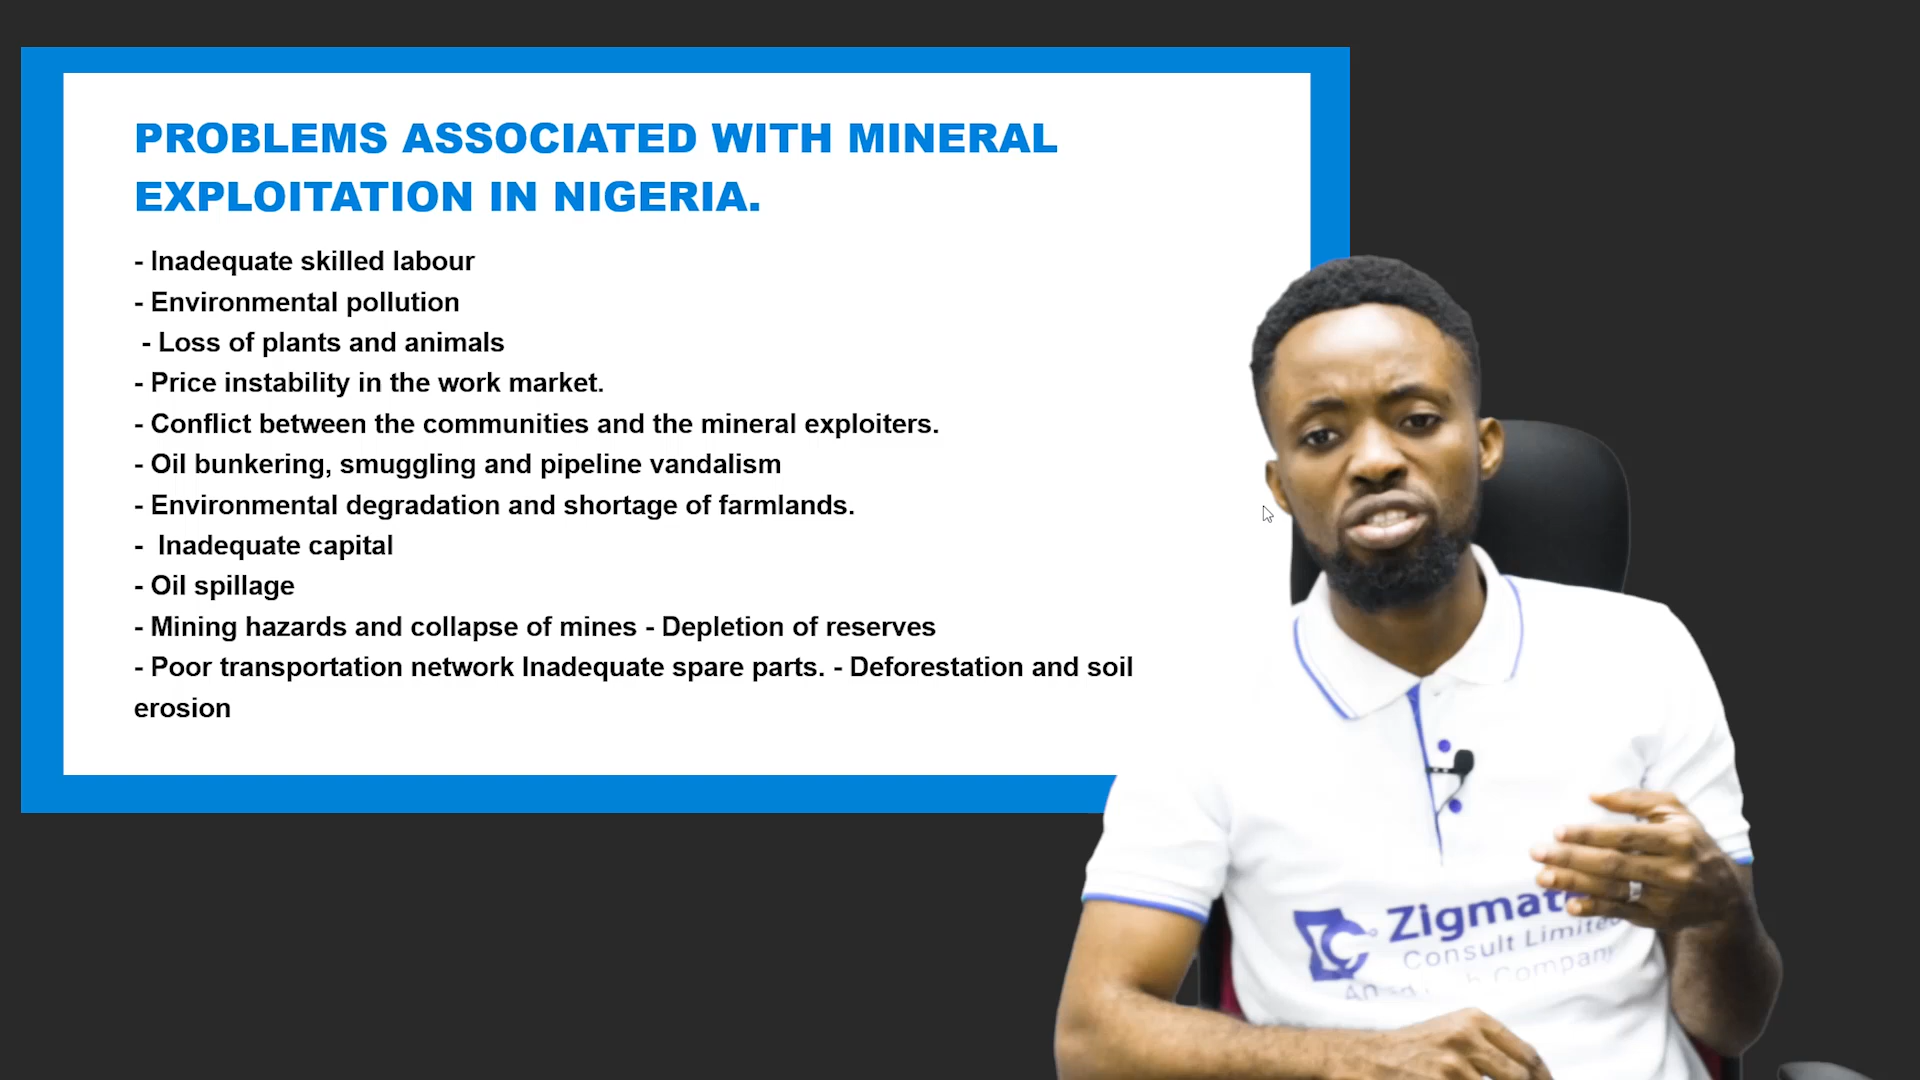 PROBLEMS ASSOCIATED WITH MINERAL
EXPLOITATION IN NIGERIA.
- Inadequate skilled labour
- Environmental pollution
- Loss of plants and animals
- Price instability in the work market.
- Conflict between the communities and the mineral exploiters.
- Oil bunkering, smuggling and pipeline vandalism
- Environmental degradation and shortage of farmlands.
- Inadequate capital
- Oil spillage
- Mining hazards and collapse of mines - Depletion of reserves
- Poor transportation network Inadequate spare parts. - Deforestation and soil
erosion
Consult Limited
Company